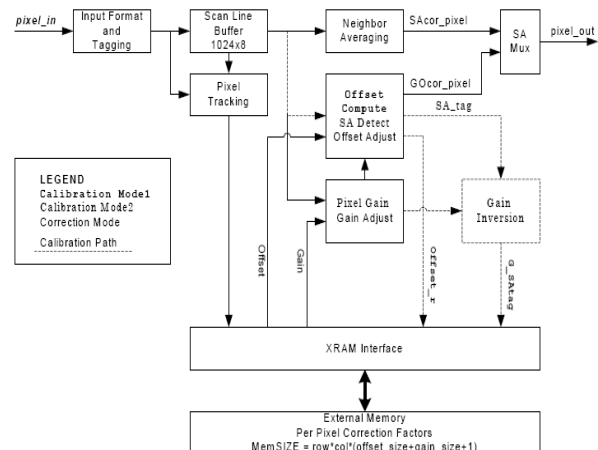 pixel_in
Input Format
and
Tagging
Scan Line
Buffer
1024x8
Neighbor
Averaging
SAcor_pixel
SA
Mux
pixel_out
Pixel
Tracking
GOcor_pixel
Offset
Compute
SA Detect
Offset Adjust
SA_tag
LEGEND
Calibration Mode1
Calibration Mode2
Correction Mode
Calibration Path
Pixel Gain
Gain Adjust
Gain
Inversion
Offset
Gain
Offset_r
G_SAtag
XRAM Interface
External Memory
Per Pixel Correction Factors
MemSIZE = row*col*(offset_size+gain_size+1)